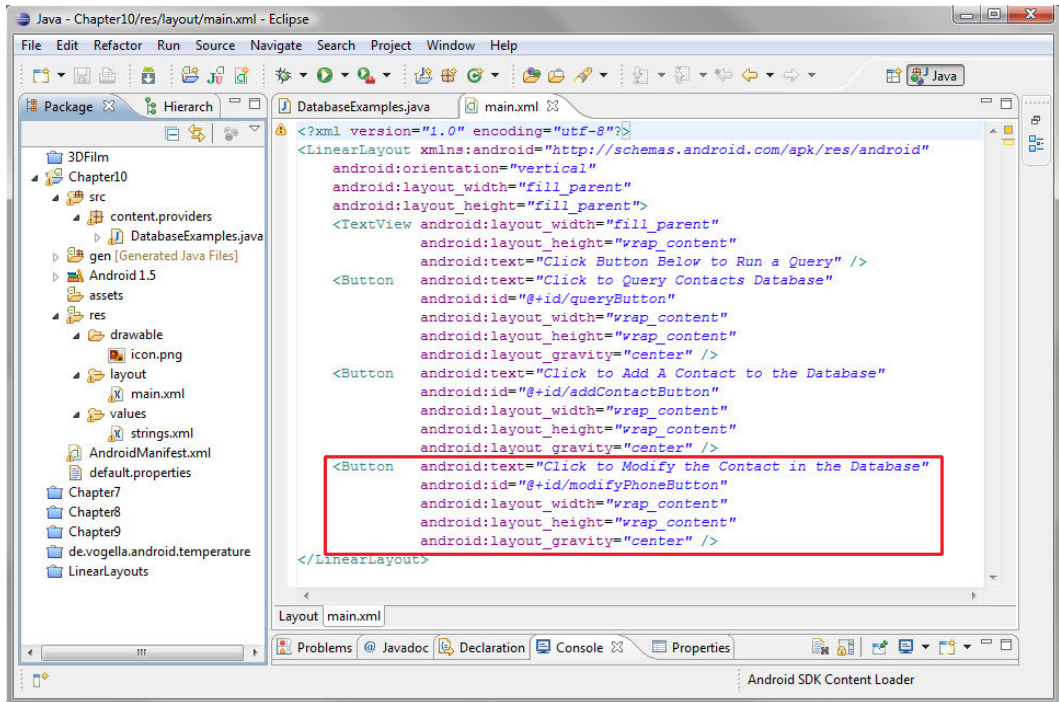 Java - Chapter10/res/layout/main.xml - Eclipse
File Edit Refactor Run Source Navigate Search Project Window Help
Java
Package
Hierarch
DatabaseExamples.java
main.xml
3DFilm
Chapter10
src
content.providers
DatabaseExamples.java
gen [Generated Java Files]
Android 1.5
assets
res
drawable
icon.png
layout
main.xml
values
strings.xml
AndroidManifest.xml
default.properties
Chapter7
Chapter8
Chapter9
de.vogella.android.temperature
LinearLayouts
<?xml version="1.0" encoding="utf-8"?>
<LinearLayout xmlns:android="http://schemas.android.com/apk/res/android"
android:orientation="vertical"
android:layout_width="fill_parent"
android:layout_height="fill_parent">
<TextView android:layout_width="fill_parent"
android:layout_height="wrap_content"
android:text="Click Button Below to Run a Query" />
<Button android:text="Click to Query Contacts Database"
android:id="@+id/queryButton"
android:layout_width="wrap_content"
android:layout_height="wrap_content"
android:layout_gravity="center" />
<Button android:text="Click to Add A Contact to the Database"
android:id="@+id/addContactButton"
android:layout_width="wrap_content"
android:layout_height="wrap_content"
android:layout_gravity="center" />
<Button android:text="Click to Modify the Contact in the Database"
android:id="@+id/modifyPhoneButton"
android:layout_width="wrap_content"
android:layout_height="wrap_content"
android:layout_gravity="center" />
</LinearLayout>
Layout main.xml
Problems @ Javadoc Declaration Console Properties
Android SDK Content Loader